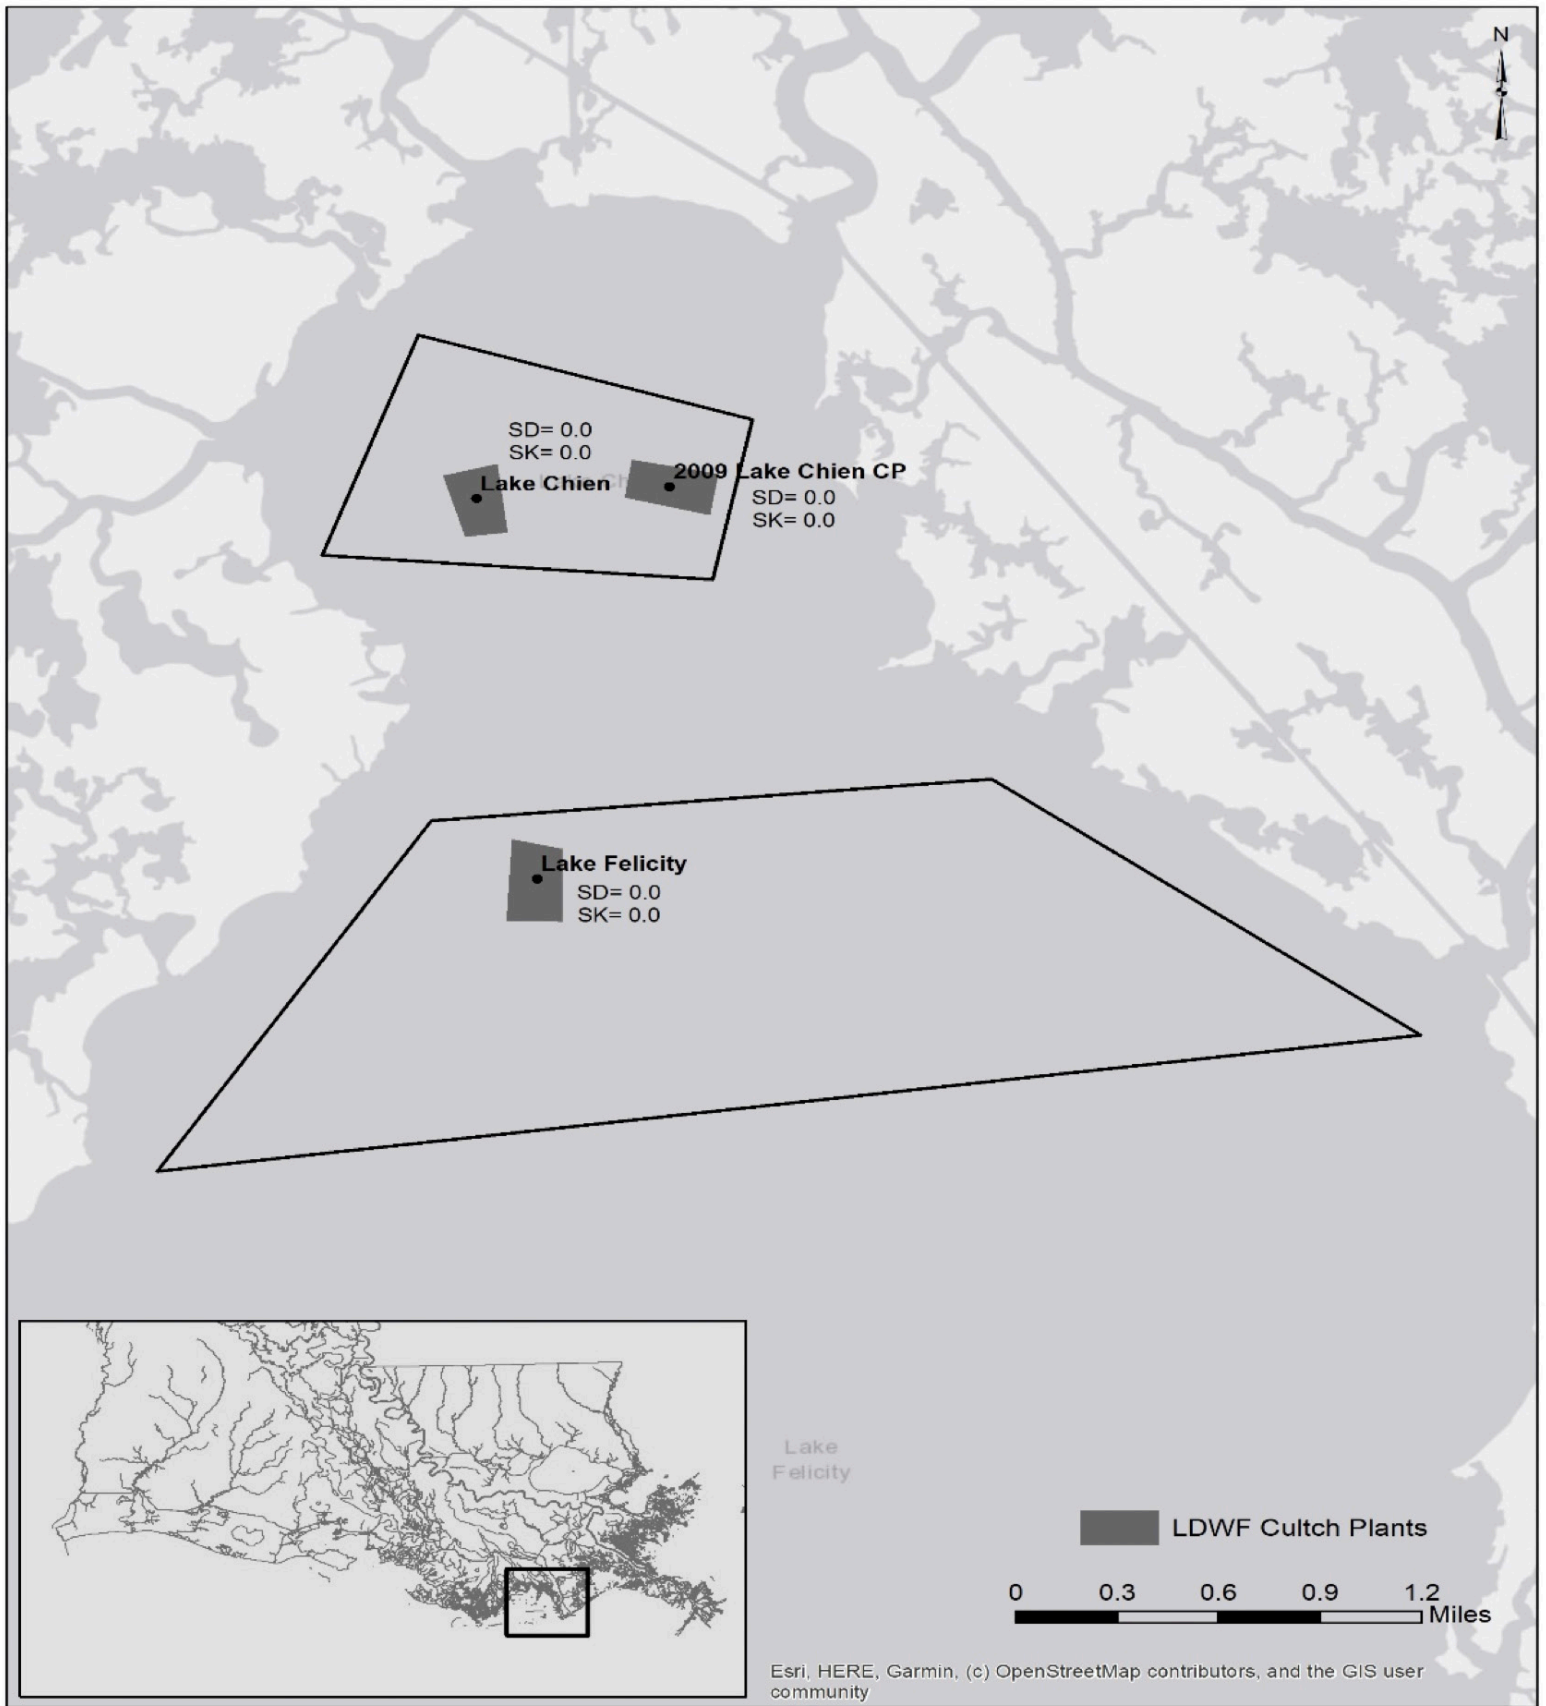 N
SD= 0.0
SK= 0.0
Lake Chien
2009 Lake Chien CP
SD= 0.0
SK= 0.0
Lake Felicity
SD= 0.0
SK= 0.0
Lake
Felicity
LDWF Cultch Plants
0 0.3 0.6 0.9 1.2
Miles
Esri, HERE, Garmin, (c) OpenStreetMap contributors, and the GIS user
community